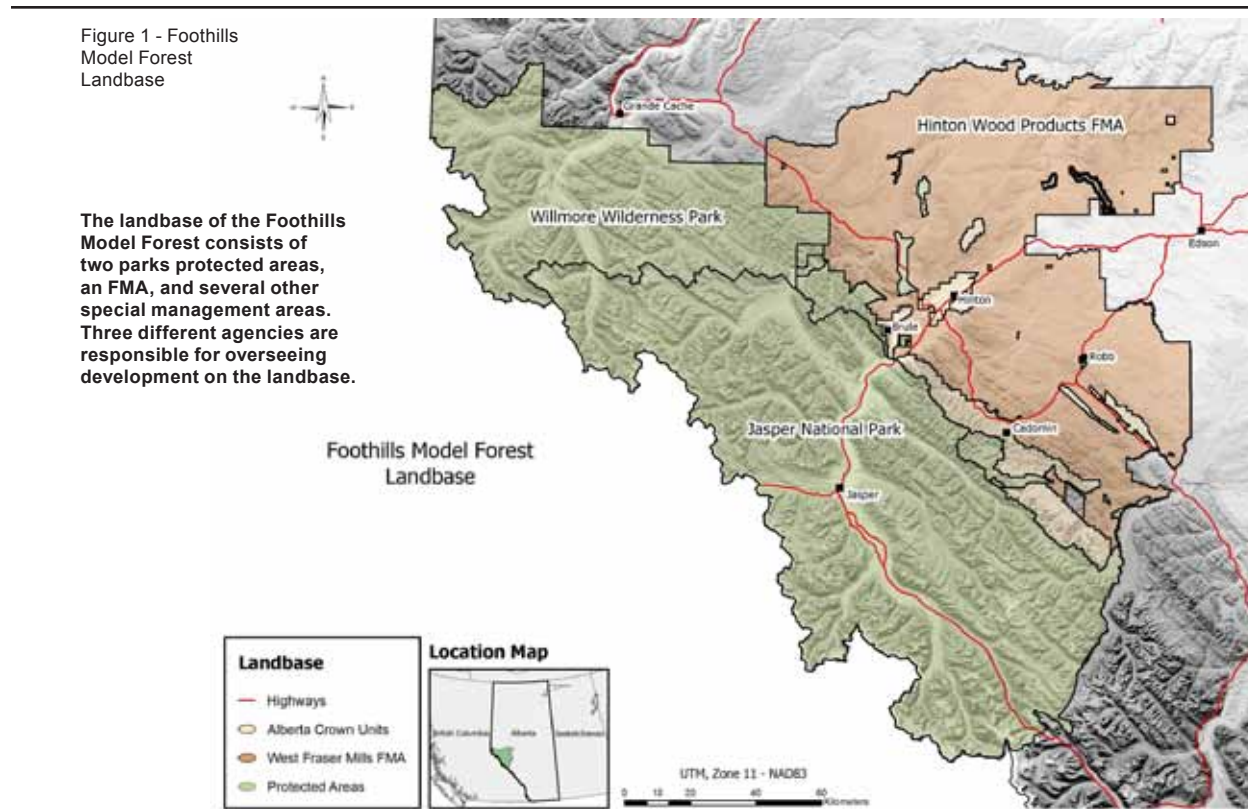 Figure 1 - Foothills
Model Forest
Landbase
The landbase of the Foothills
Model Forest consists of
two parks protected areas,
an FMA, and several other
special management areas.
Three different agencies are
responsible for overseeing
development on the landbase.
Grande Cache
Hinton Wood Products FMA
Willmore Wilderness Park
Edson
Hinton
Brule
Robb
Jasper National Park
Cadomin
Foothills Model Forest
Landbase
Jasper
Landbase
Highways
Alberta Crown Units
West Fraser Mills FMA
Protected Areas
Location Map
British Columbia
Alberta
Saskatchewan
UTM, Zone 11 - NAD83
0 10 20 40 60
Kilometers